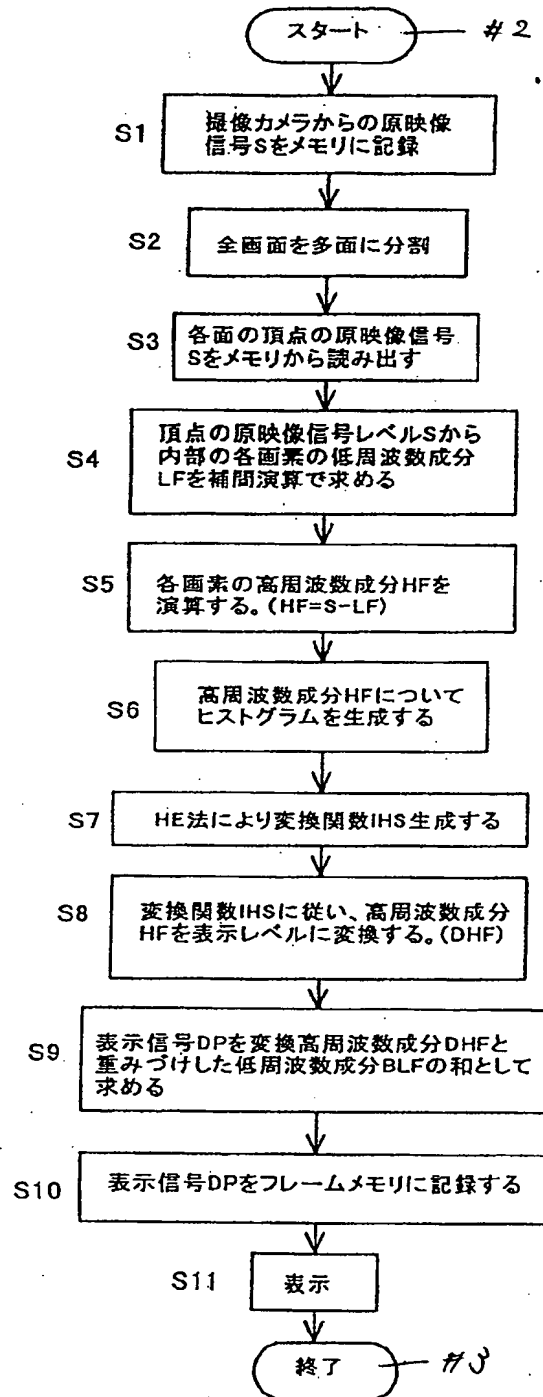 スタート
#2
S1
撮像カメラからの原映像
信号Sをメモリに記録
S2
全画面を多面に分割
S3
各面の頂点の原映像信号
Sをメモリから読み出す
S4
頂点の原映像信号レベルSから
内部の各画素の低周波数成分
LFを補間演算で求める
S5
各画素の高周波数成分HFを
演算する。(HF=S-LF)
S6
高周波数成分HFについて
ヒストグラムを生成する
S7
HE法により変換関数IHS生成する
S8
変換関数IHSに従い、高周波数成分
HFを表示レベルに変換する。(DHF)
S9
表示信号DPを変換高周波数成分DHFと
重みづけした低周波数成分BLFの和として
求める
S10
表示信号DPをフレームメモリに記録する
S11
表示
終了
#3